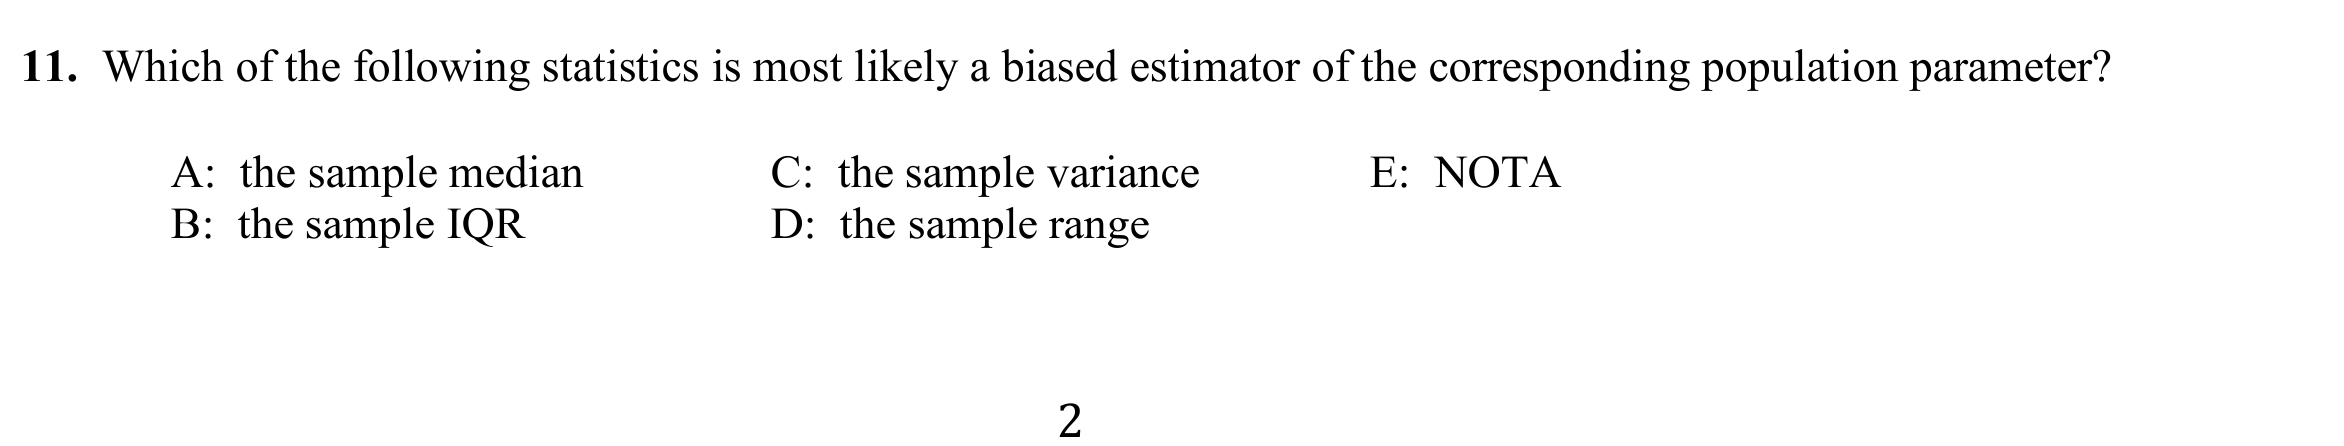 11. Which of the following statistics is most likely a biased estimator of the corresponding population parameter?
A: the sample median C: the sample variance E: NOTA
B: the sample IQR D: the sample range
2